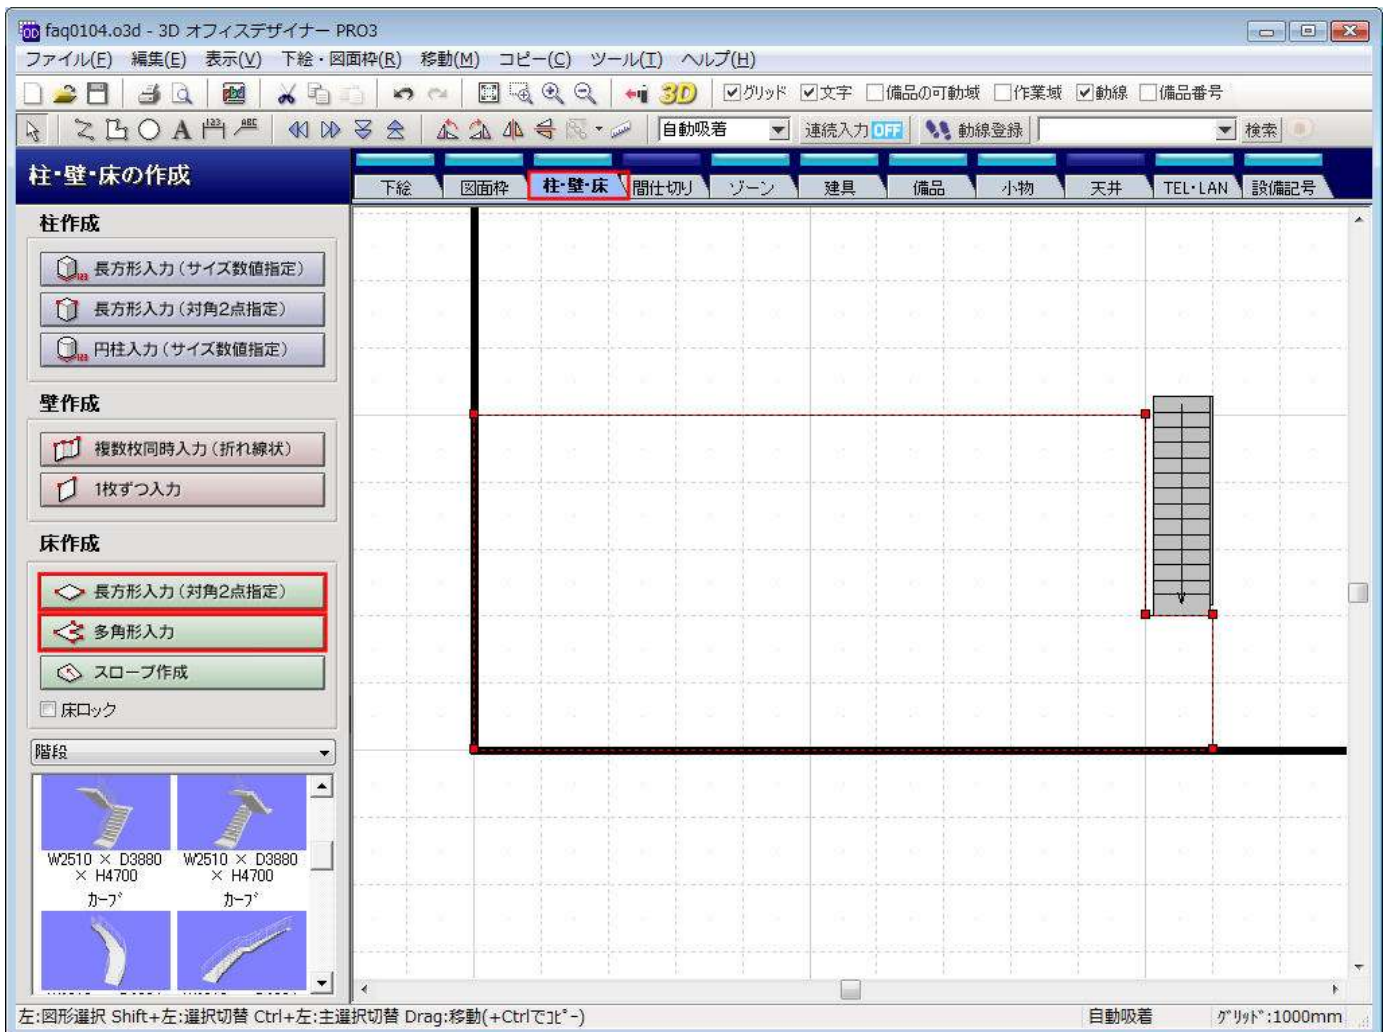 faq0104.o3d - 3D オフィスデザイナー PRO3
ファイル(F) 編集(E) 表示(V) 下絵・図面枠(R) 移動(M) コピー(C) ツール(T) ヘルプ(H)
3D グリッド 文字 備品の可動域 作業域 動線 備品番号
A 123 ABC 自動吸着 連続入力 OFF 動線登録 検索
柱・壁・床の作成
下絵 図面枠 柱・壁・床 間仕切り ゾーン 建具 備品 小物 天井 TEL・LAN 設備記号
柱作成
長方形入力(サイズ数値指定)
長方形入力(対角2点指定)
円柱入力(サイズ数値指定)
壁作成
複数枚同時入力(折れ線状)
1枚ずつ入力
床作成
長方形入力(対角2点指定)
多角形入力
スロープ作成
床ロック
階段
W2510 × D3880 × H4700
カーブ
W2510 × D3880 × H4700
カーブ
左:図形選択 Shift+左:選択切替 Ctrl+左:主選択切替 Drag:移動(+Ctrlでコピー) 自動吸着 グリッド:1000mm